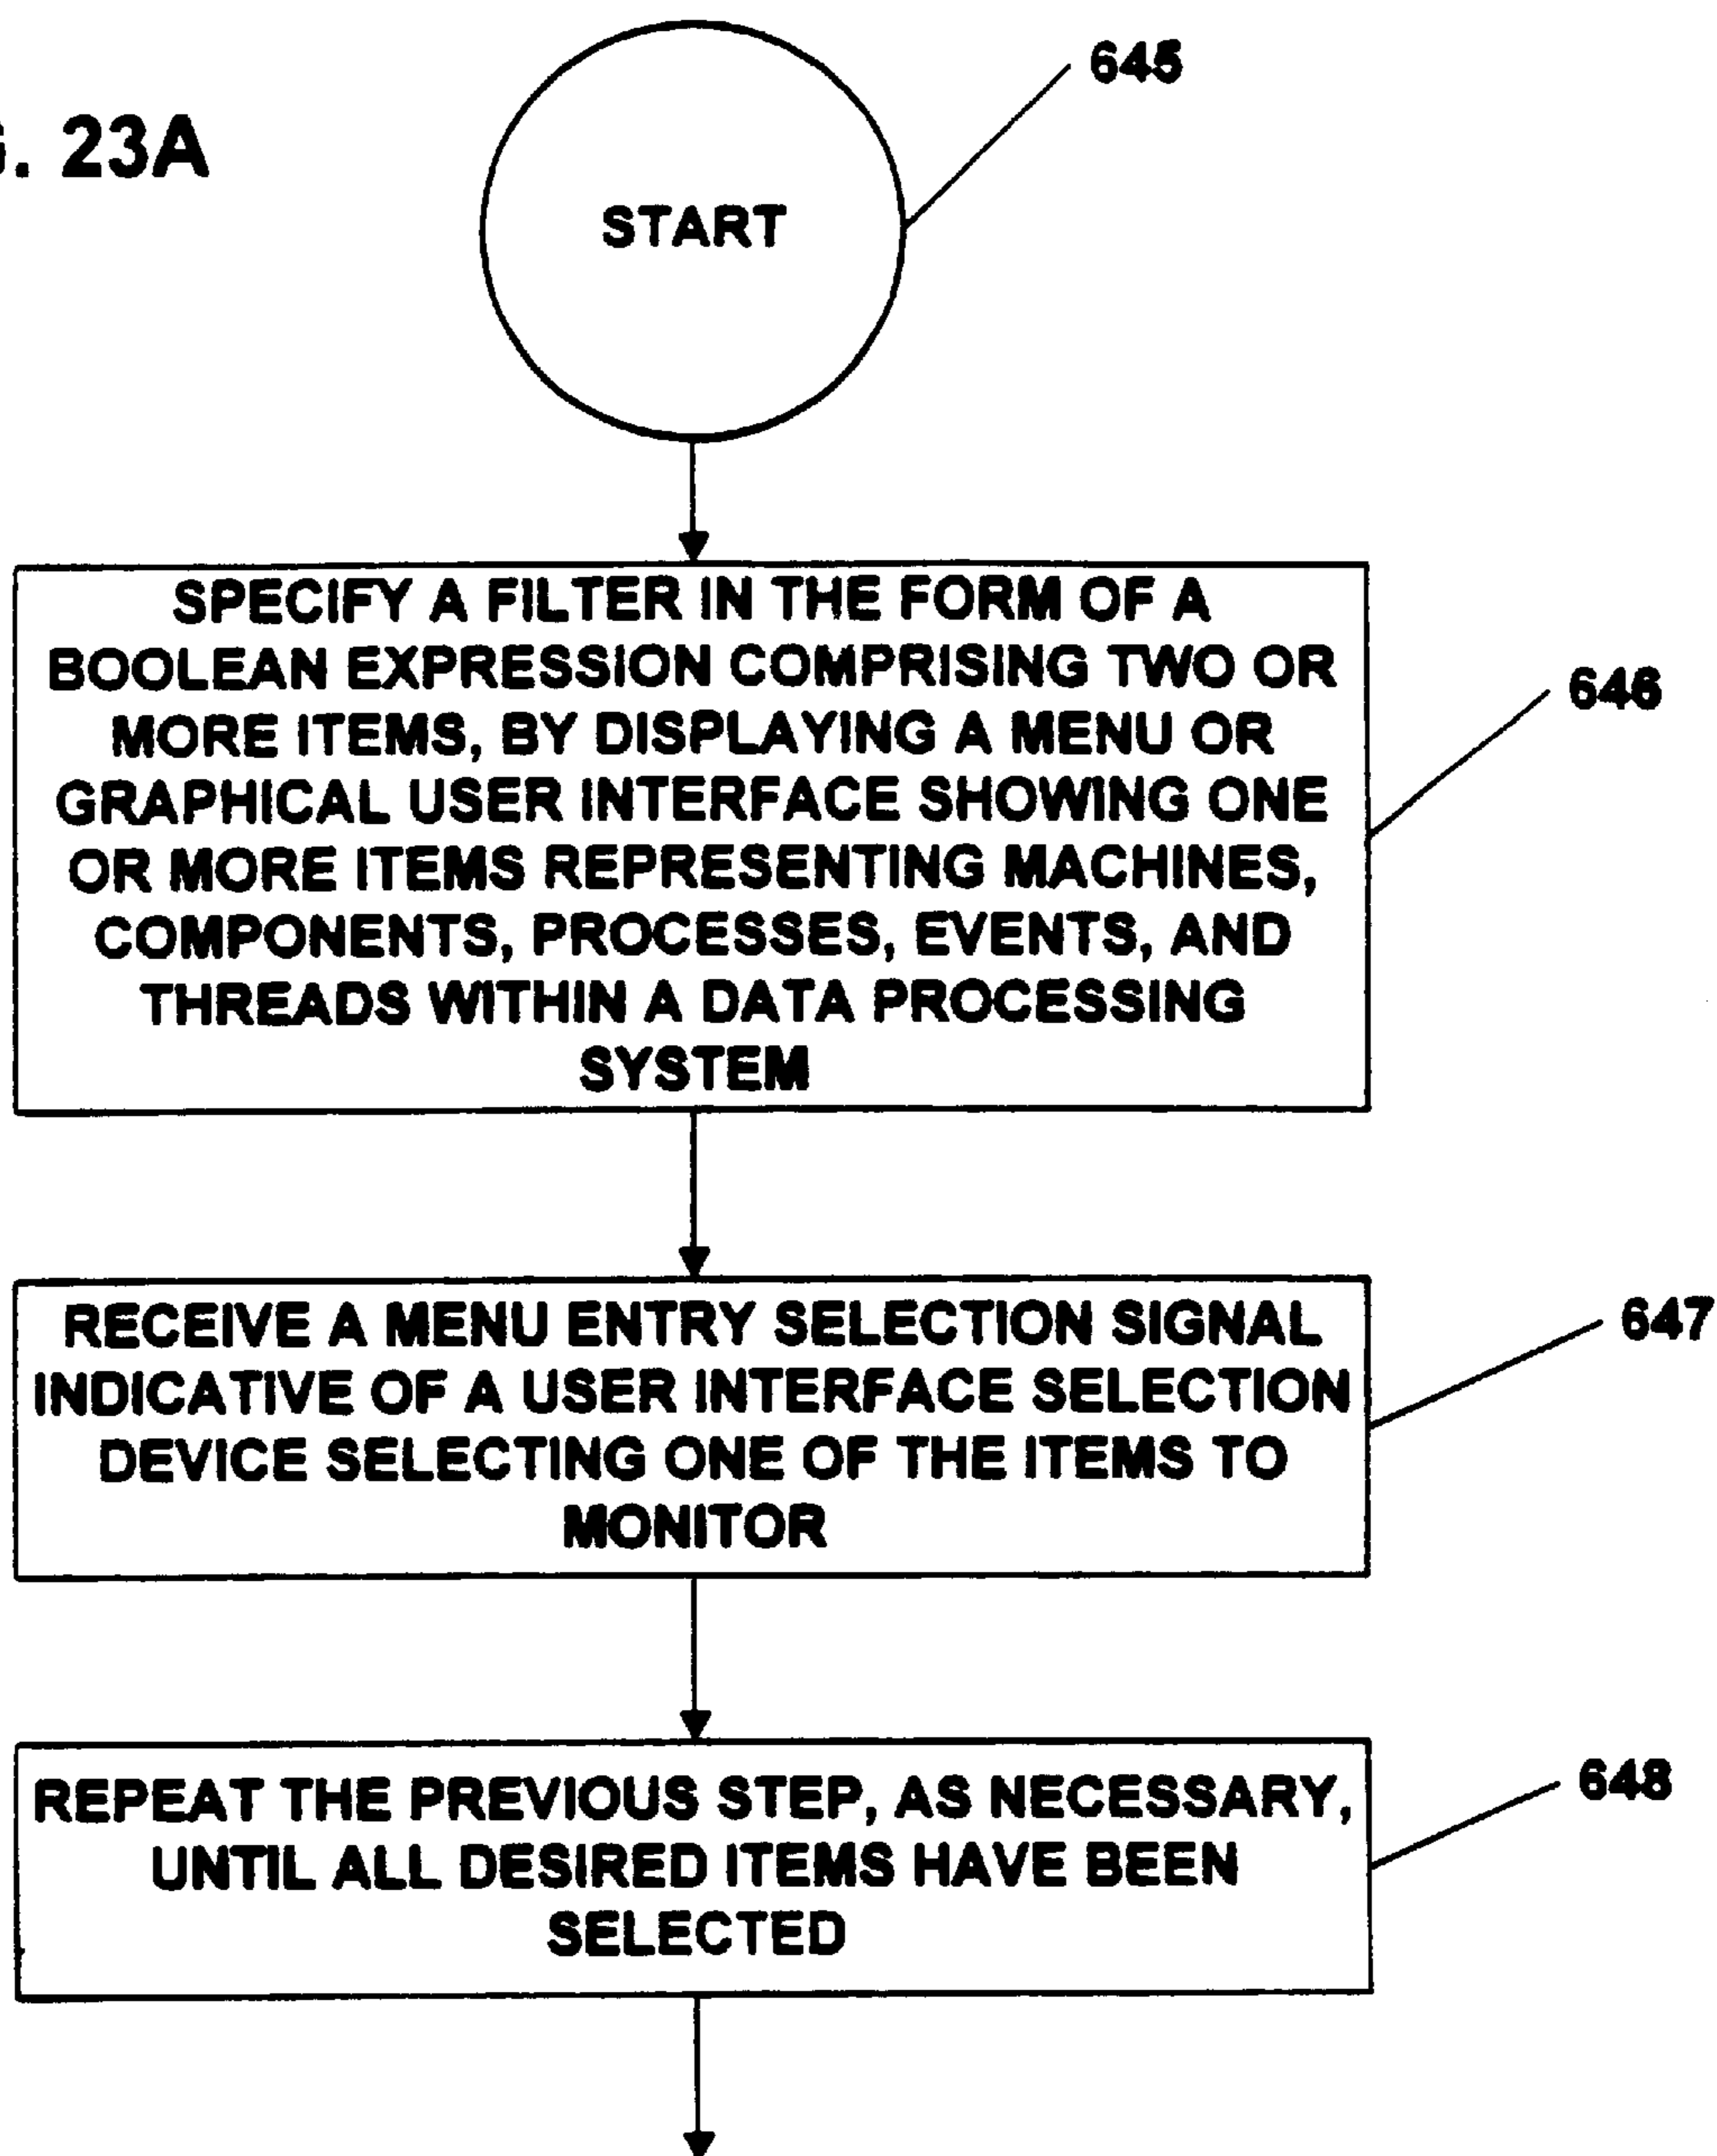 . 23A
645
START
SPECIFY A FILTER IN THE FORM OF A
BOOLEAN EXPRESSION COMPRISING TWO OR
MORE ITEMS, BY DISPLAYING A MENU OR
GRAPHICAL USER INTERFACE SHOWING ONE
OR MORE ITEMS REPRESENTING MACHINES,
COMPONENTS, PROCESSES, EVENTS, AND
THREADS WITHIN A DATA PROCESSING
SYSTEM
646
RECEIVE A MENU ENTRY SELECTION SIGNAL
INDICATIVE OF A USER INTERFACE SELECTION
DEVICE SELECTING ONE OF THE ITEMS TO
MONITOR
647
REPEAT THE PREVIOUS STEP, AS NECESSARY,
UNTIL ALL DESIRED ITEMS HAVE BEEN
SELECTED
648